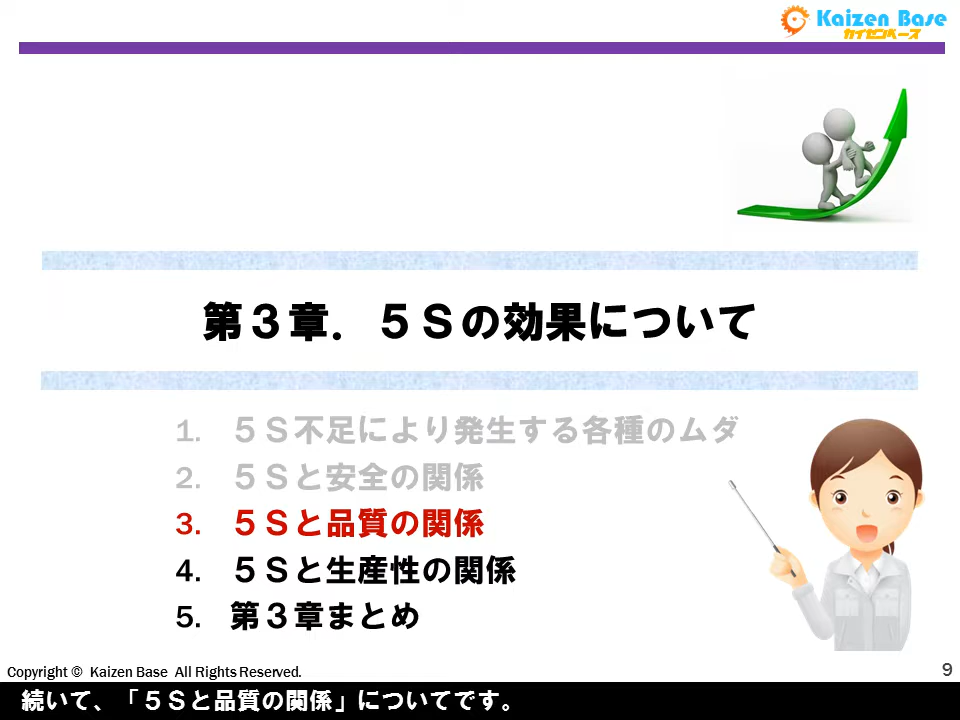 Kaizen Base
カイゼンベース
第３章．５Ｓの効果について
1. ５Ｓ不足により発生する各種のムダ
2. ５Ｓと安全の関係
3. ５Ｓと品質の関係
4. ５Ｓと生産性の関係
5. 第３章まとめ
Copyright © Kaizen Base All Rights Reserved.
9
続いて、「５Ｓと品質の関係」についてです。